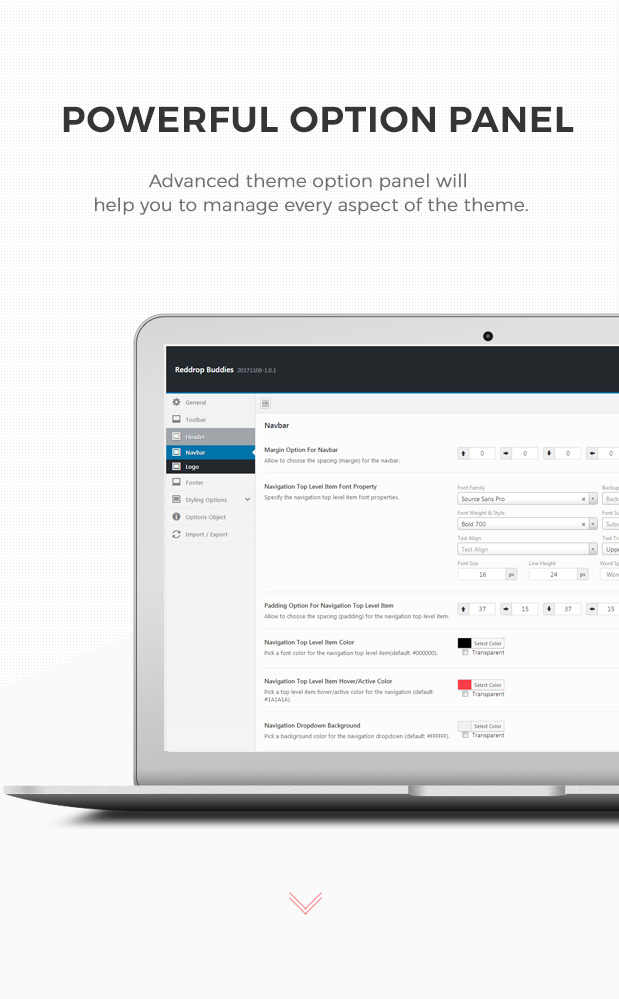 POWERFUL OPTION PANEL
Advanced theme option panel will
help you to manage every aspect of the theme.
Reddrop Buddies 20171108-1.0.1
General
Toolbar
Header
Navbar
Logo
Footer
Styling Options
Options Object
Import / Export
Navbar
Margin Option For Navbar
Allow to choose the spacing (margin) for the navbar.
0 0 0 0
Navigation Top Level Item Font Property
Specify the navigation top level item font properties.
Font Family Backup
Source Sans Pro × Back
Font Weight & Style Font Su
Bold 700 × Subs
Text Align Text Tr
Text Align Uppe
Font Size Line Height Word Sp
16 px 24 px Wor
Padding Option For Navigation Top Level Item
Allow to choose the spacing (padding) for the navigation top level item.
37 15 37 15
Navigation Top Level Item Color
Pick a font color for the navigation top level item(default: #000000).
Select Color
Transparent
Navigation Top Level Item Hover/Active Color
Pick a top level item hover/active color for the navigation (default:
#1A1A1A).
Select Color
Transparent
Navigation Dropdown Background
Pick a background color for the navigation dropdown (default: #FFFFFF).
Select Color
Transparent